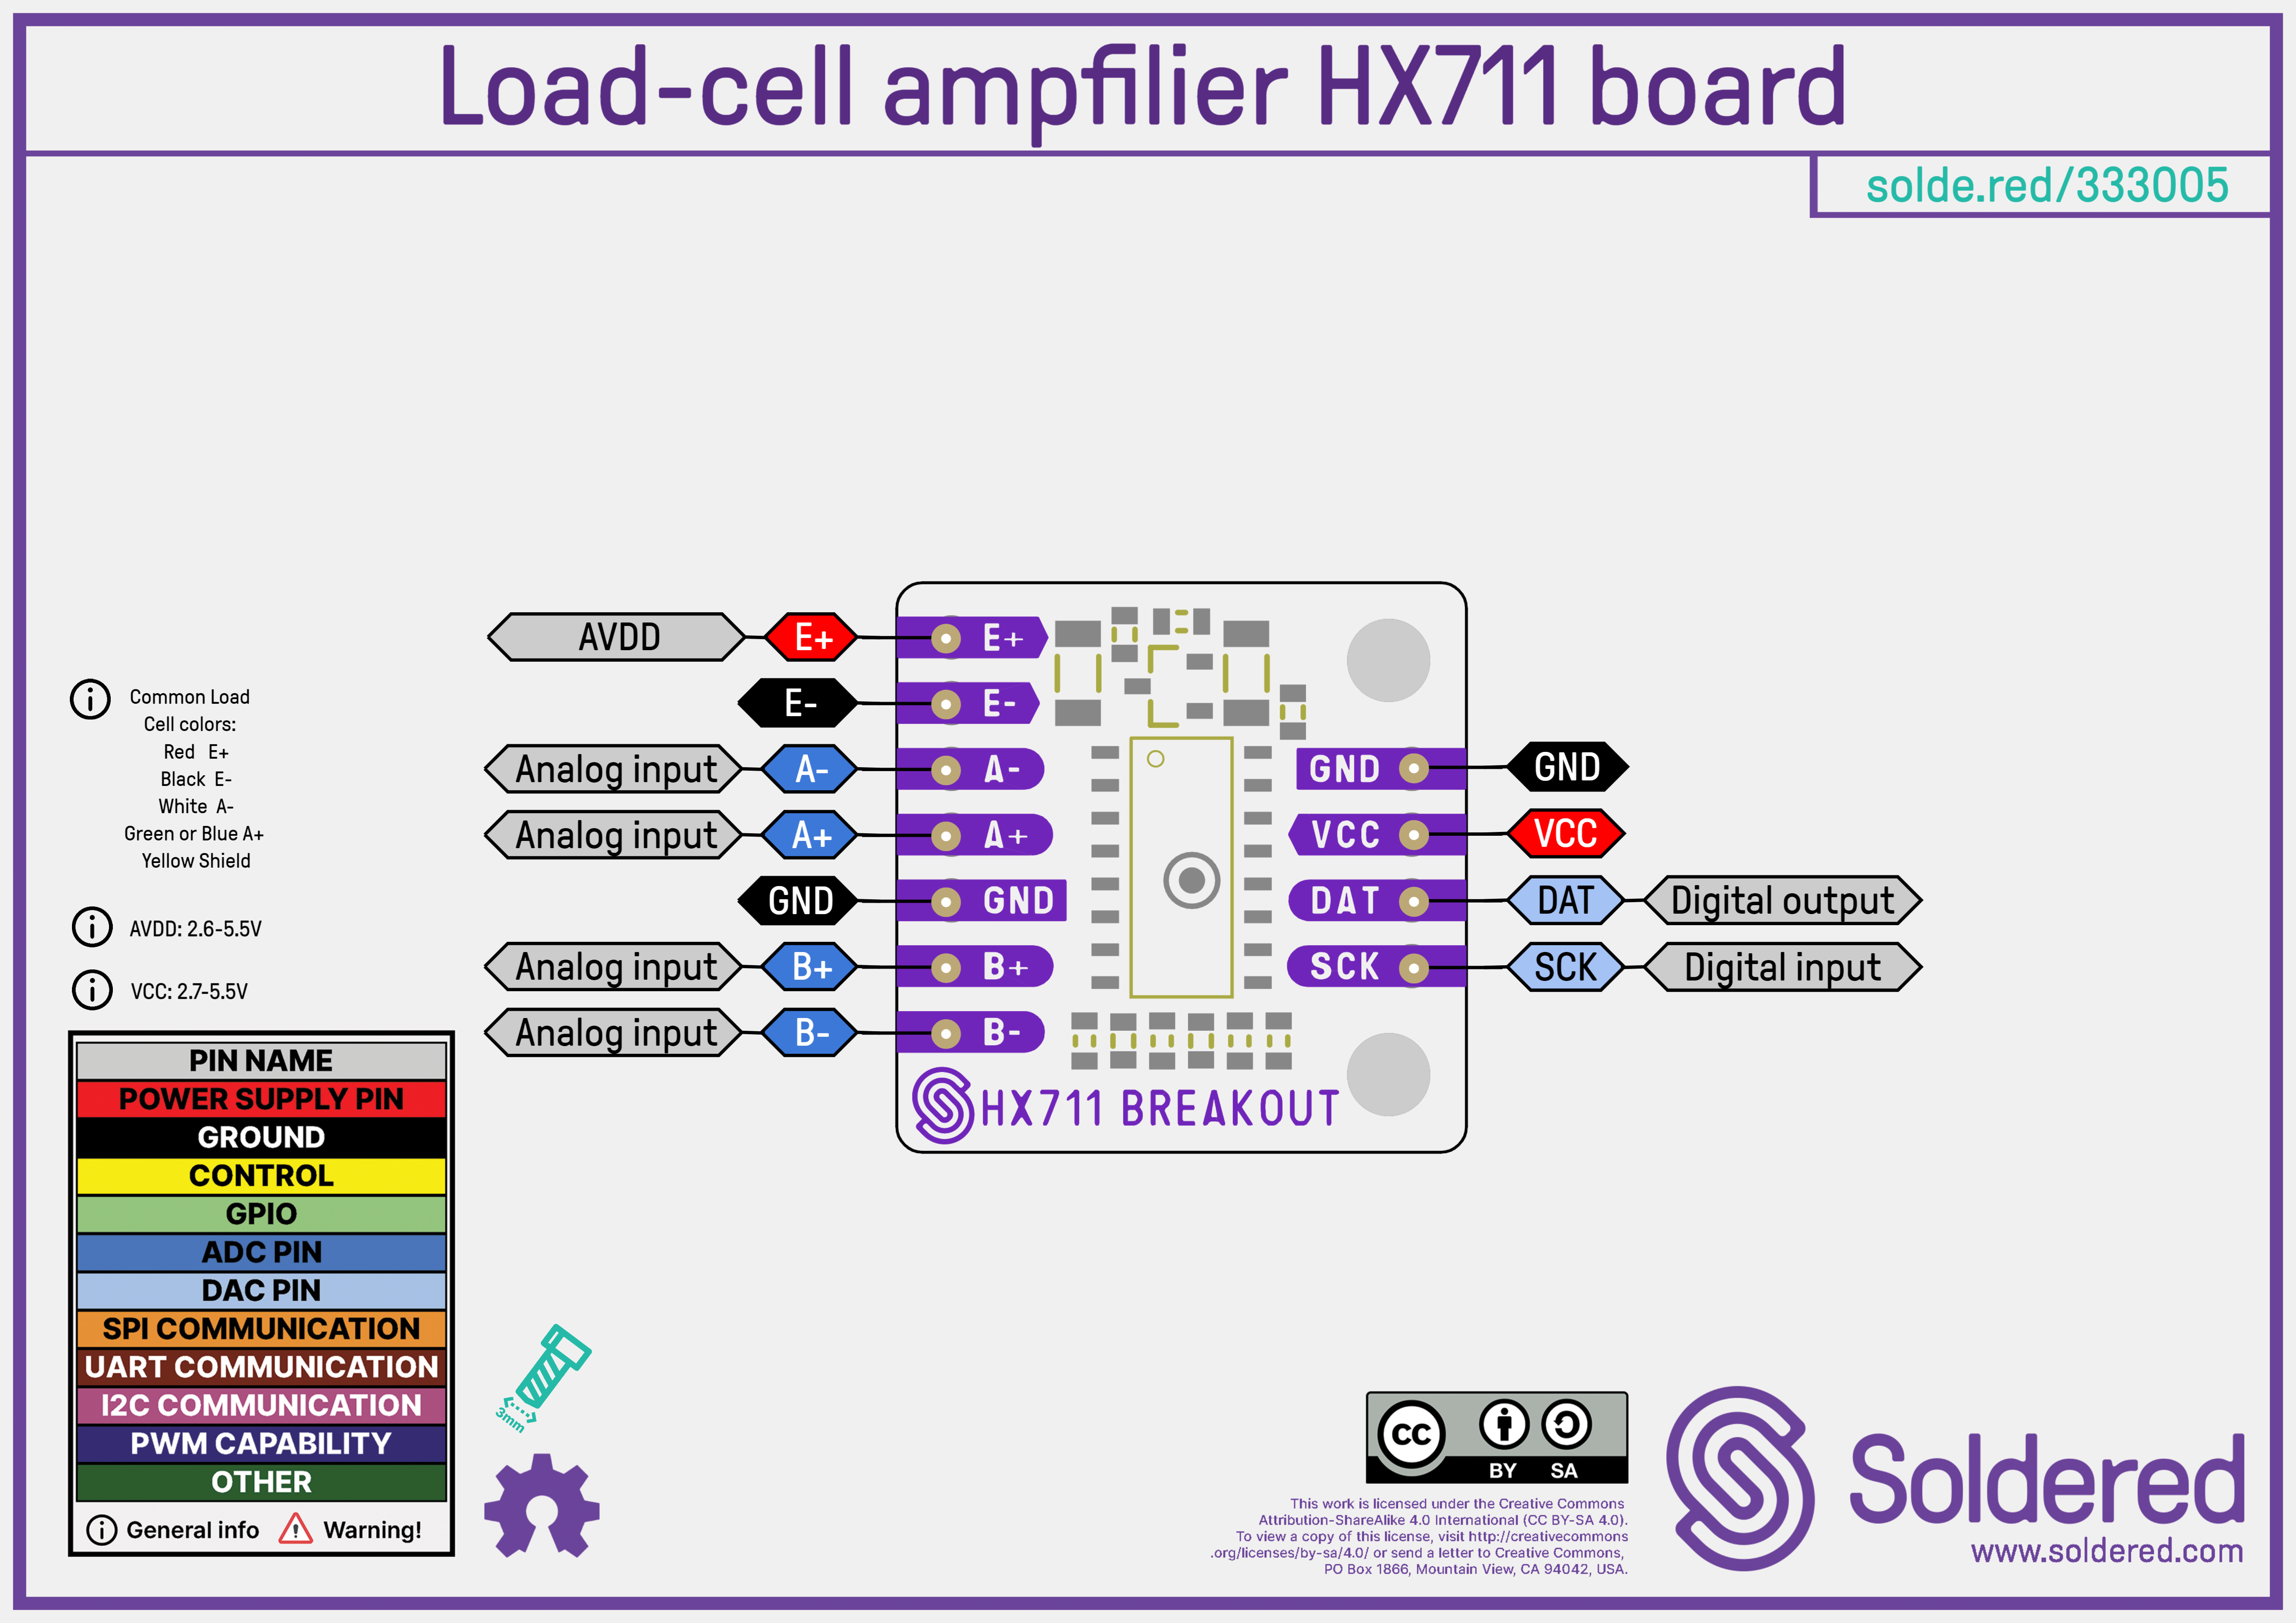 Load-cell ampfilier HX711 board
solde.red/333005
AVDD
E+
E+
E-
E-
Analog input
A-
A-
Analog input
A+
A+
GND
GND
Analog input
B+
B+
Analog input
B-
B-
GND
GND
VCC
VCC
DAT
DAT
Digital output
SCK
SCK
Digital input
HX711 BREAKOUT
Common Load
Cell colors:
Red E+
Black E-
White A-
Green or Blue A+
Yellow Shield
AVDD: 2.6-5.5V
VCC: 2.7-5.5V
PIN NAME
POWER SUPPLY PIN
GROUND
CONTROL
GPIO
ADC PIN
DAC PIN
SPI COMMUNICATION
UART COMMUNICATION
I2C COMMUNICATION
PWM CAPABILITY
OTHER
General info
Warning!
3mm
CC
BY SA
This work is licensed under the Creative Commons
Attribution-ShareAlike 4.0 International (CC BY-SA 4.0).
To view a copy of this license, visit http://creativecommons
.org/licenses/by-sa/4.0/ or send a letter to Creative Commons,
PO Box 1866, Mountain View, CA 94042, USA.
Soldered
www.soldered.com